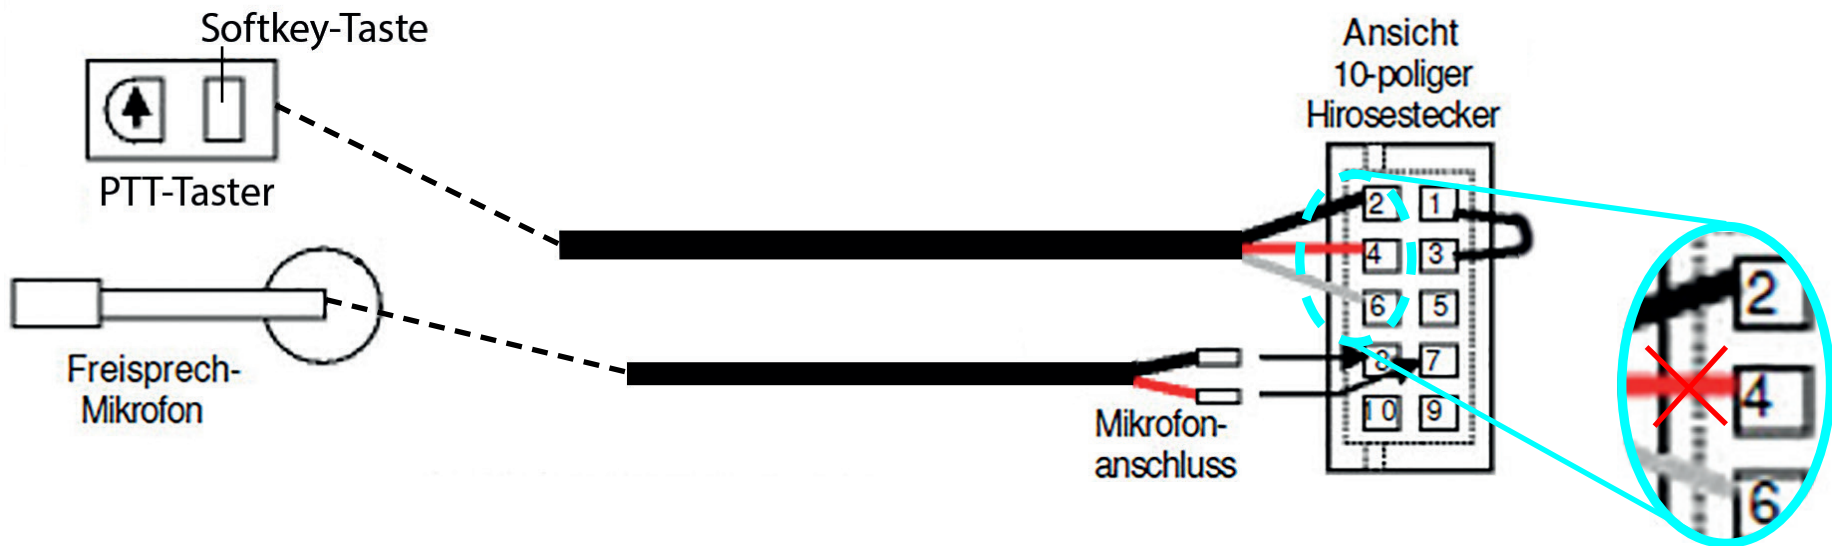 Softkey-Taste
PTT-Taster
Freisprech-
Mikrofon
Mikrofon-
anschluss
Ansicht
10-poliger
Hirosestecker
2 1
4 3
6 5
8 7
10 9
2
4
6